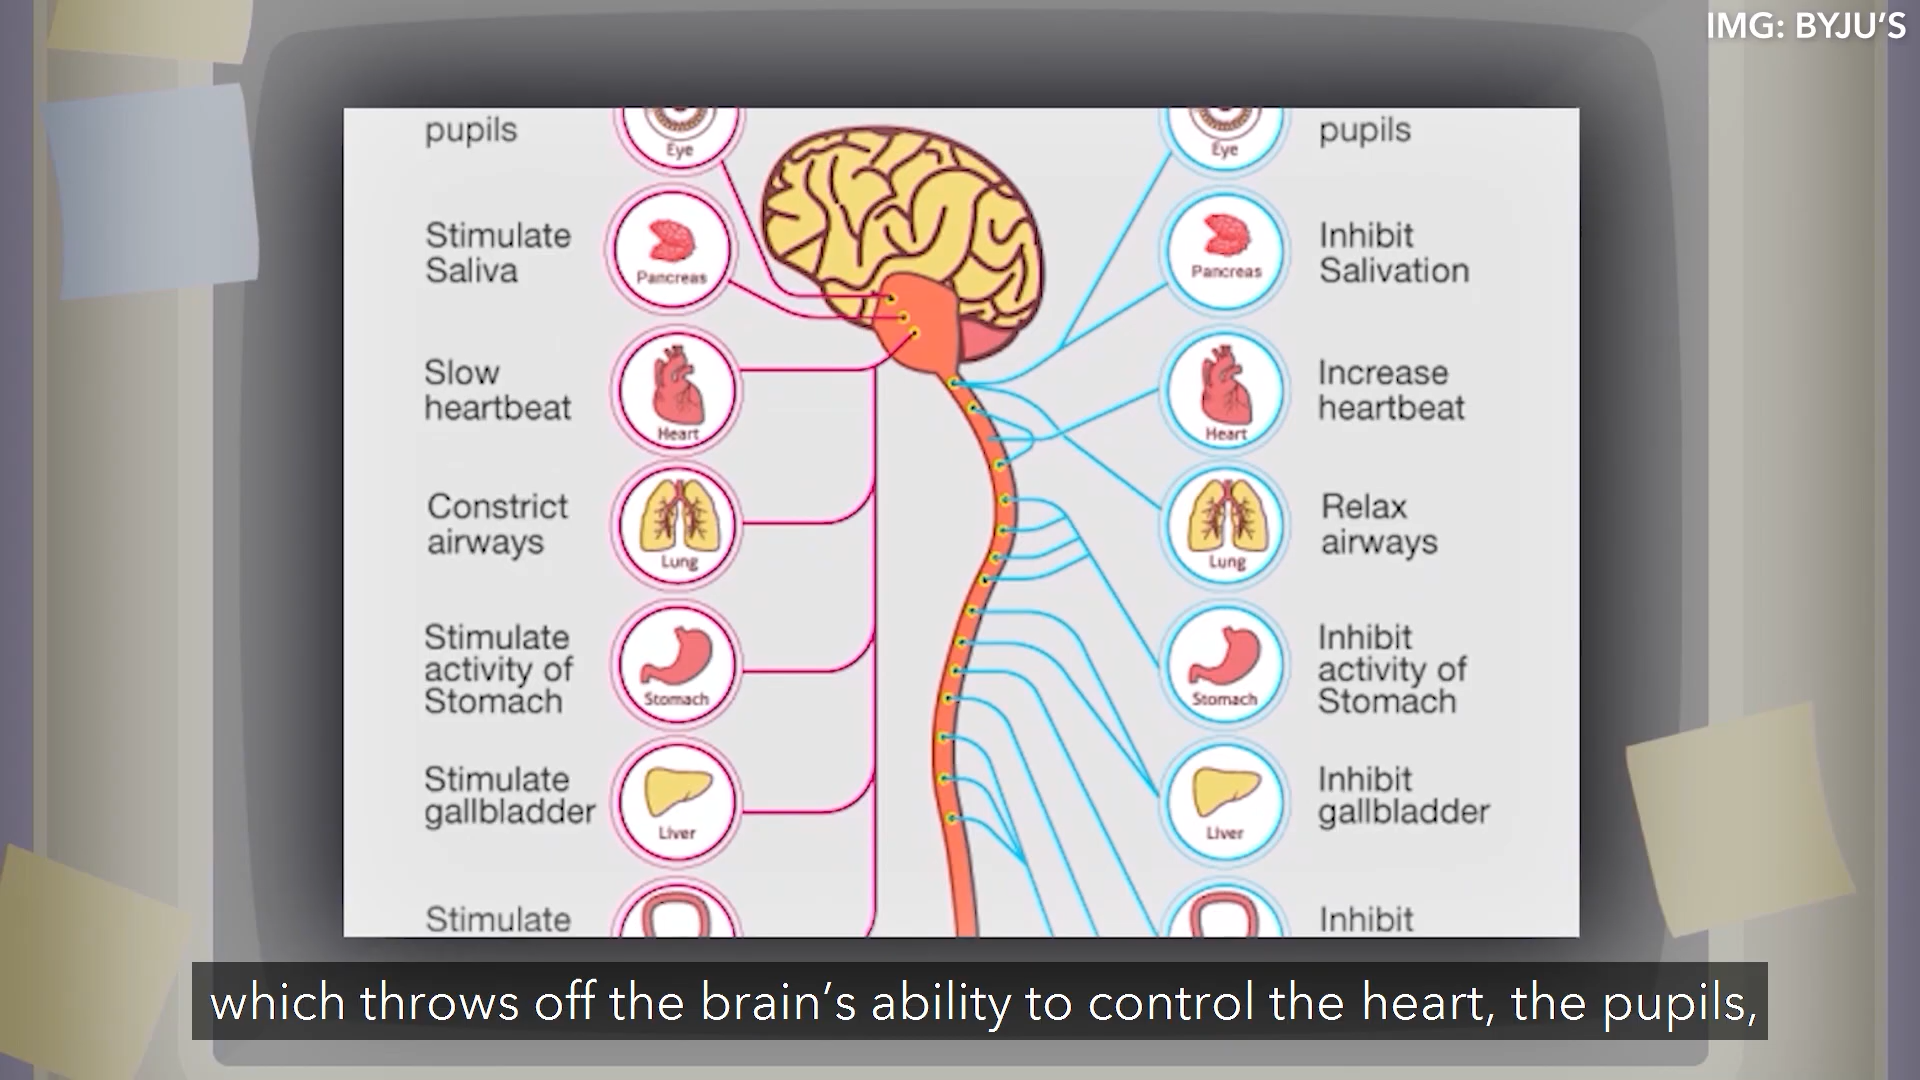 IMG: BYJU'S
pupils
Eye
Stimulate
Saliva
Pancreas
Slow
heartbeat
Heart
Constrict
airways
Lung
Stimulate
activity of
Stomach
Stomach
Stimulate
gallbladder
Liver
Stimulate
Eye
pupils
Pancreas
Inhibit
Salivation
Heart
Increase
heartbeat
Lung
Relax
airways
Stomach
Inhibit
activity of
Stomach
Liver
Inhibit
gallbladder
Inhibit
which throws off the brain's ability to control the heart, the pupils,